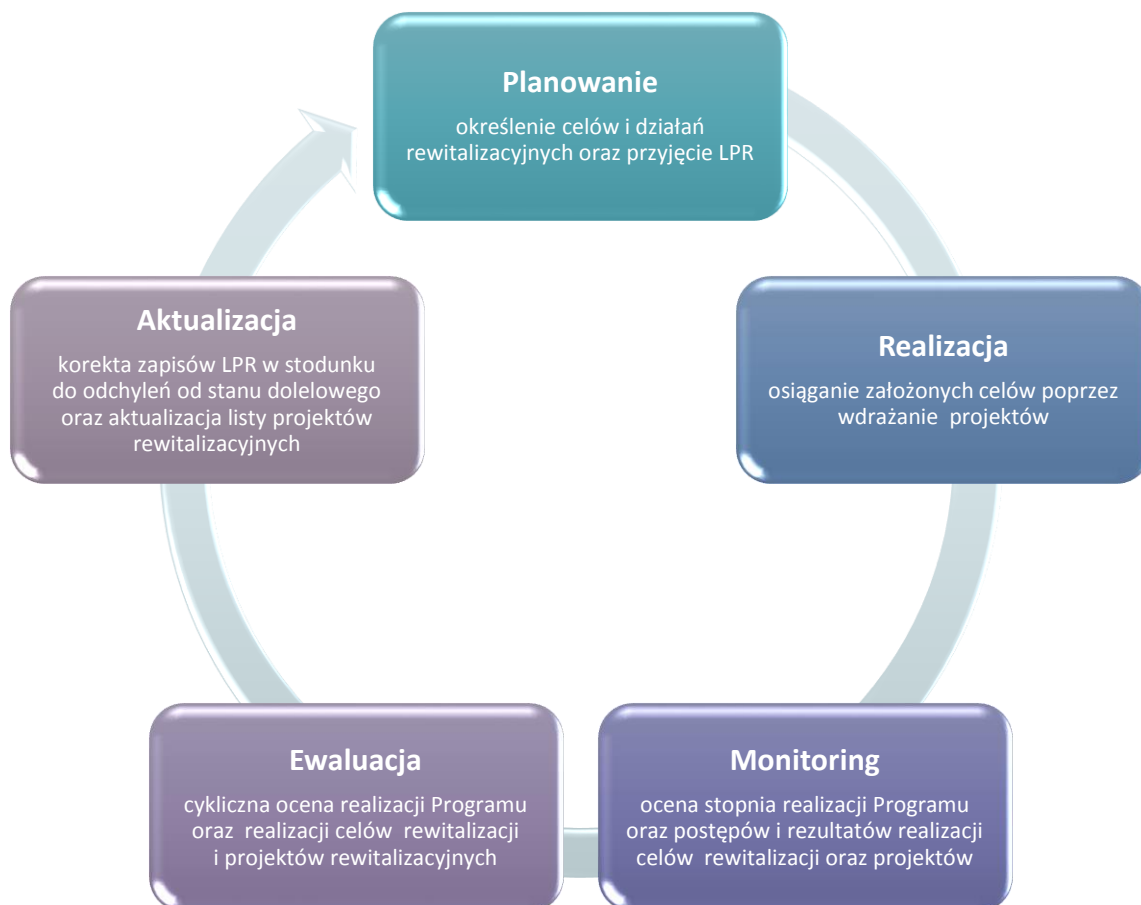 Planowanie
określenie celów i działań
rewitalizacyjnych oraz przyjęcie LPR
Realizacja
osiąganie założonych celów poprzez
wdrażanie projektów
Monitoring
ocena stopnia realizacji Programu
oraz postępów i rezultatów realizacji
celów rewitalizacji oraz projektów
Ewaluacja
cykliczna ocena realizacji Programu
oraz realizacji celów rewitalizacji
i projektów rewitalizacyjnych
Aktualizacja
korekta zapisów LPR w stodunku
do odchyleń od stanu dolelowego
oraz aktualizacja listy projektów
rewitalizacyjnych